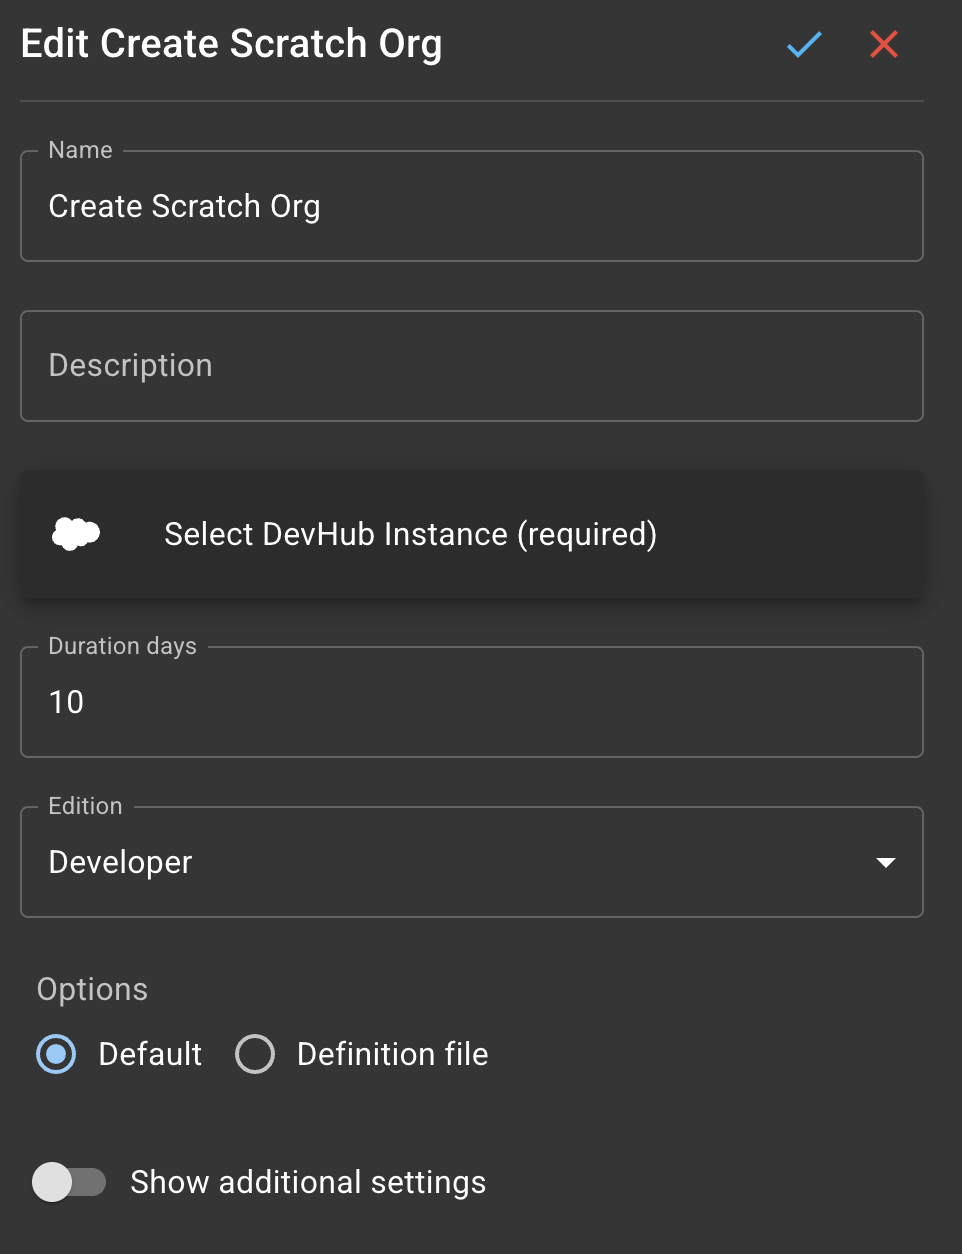 Edit Create Scratch Org
Name
Create Scratch Org
Description
Select DevHub Instance (required)
Duration days
10
Edition
Developer
Options
Default
Definition file
Show additional settings